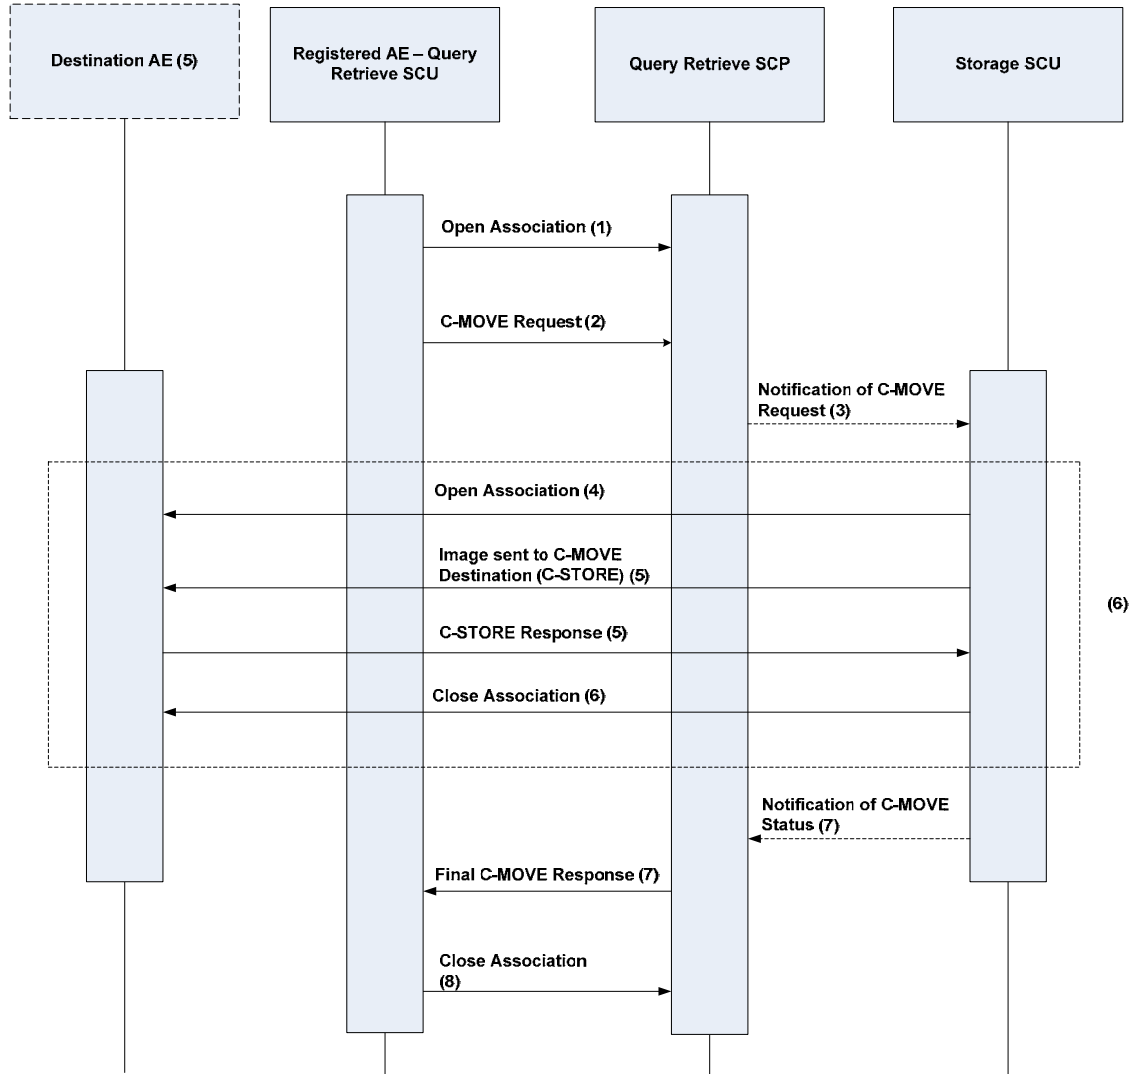 Destination AE (5)
Registered AE – Query
Retrieve SCU
Query Retrieve SCP
Storage SCU
Open Association (1)
C-MOVE Request (2)
Notification of C-MOVE
Request (3)
Open Association (4)
Image sent to C-MOVE
Destination (C-STORE) (5)
(6)
C-STORE Response (5)
Close Association (6)
Notification of C-MOVE
Status (7)
Final C-MOVE Response (7)
Close Association
(8)